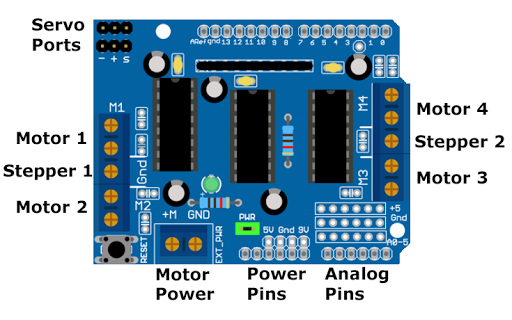 Servo
Ports
- + s
ARef gnd 13 12 11 10 9 8 7 6 5 4 3 2 1 0
M1
Motor 1
Gnd
Stepper 1
Motor 2
M2
M4
Motor 4
Stepper 2
M3
Motor 3
+M GND
PWR
5V Gnd 9V
+5
Gnd
A0-5
RESET
EXT_PWR
Motor
Power
Power
Pins
Analog
Pins